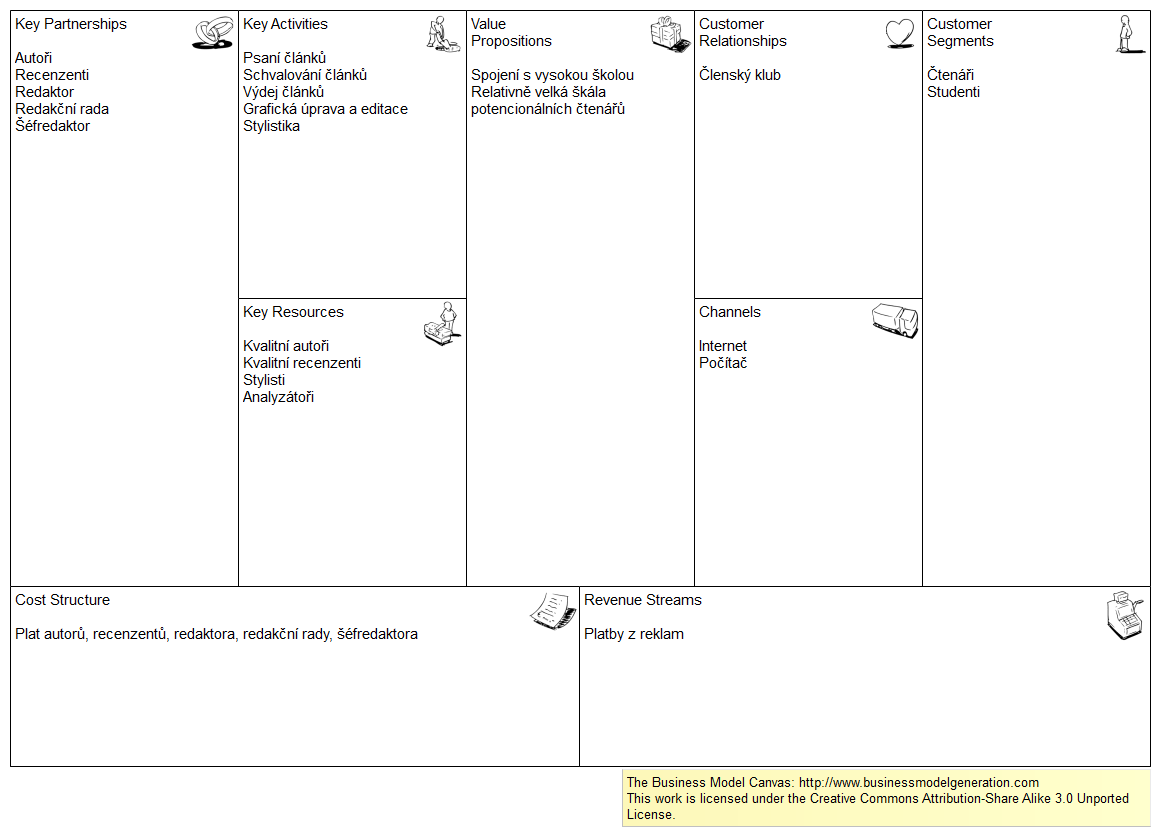 Key Partnerships
Autoři
Recenzenti
Redaktor
Redakční rada
Šéfredaktor
Key Activities
Psaní článků
Schvalování článků
Výdej článků
Grafická úprava a editace
Stylistika
Key Resources
Kvalitní autoři
Kvalitní recenzenti
Stylisti
Analyzátoři
Value
Propositions
Spojení s vysokou školou
Relativně velká škála
potencionálních čtenářů
Customer
Relationships
Členský klub
Channels
Internet
Počítač
Customer
Segments
Čtenáři
Studenti
Cost Structure
Plat autorů, recenzentů, redaktora, redakční rady, šéfredaktora
Revenue Streams
Platby z reklam
The Business Model Canvas: http://www.businessmodelgeneration.com
This work is licensed under the Creative Commons Attribution-Share Alike 3.0 Unported
License.